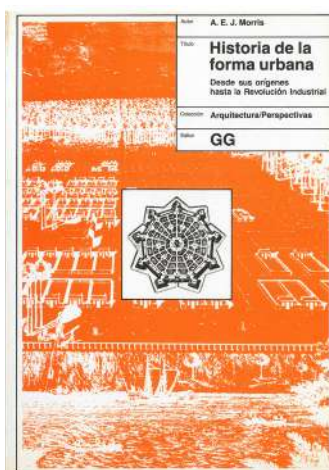 Autor A. E. J. Morris
Título Historia de la
forma urbana
Desde sus orígenes
hasta la Revolución Industrial
Colección Arquitectura/Perspectivas
GG